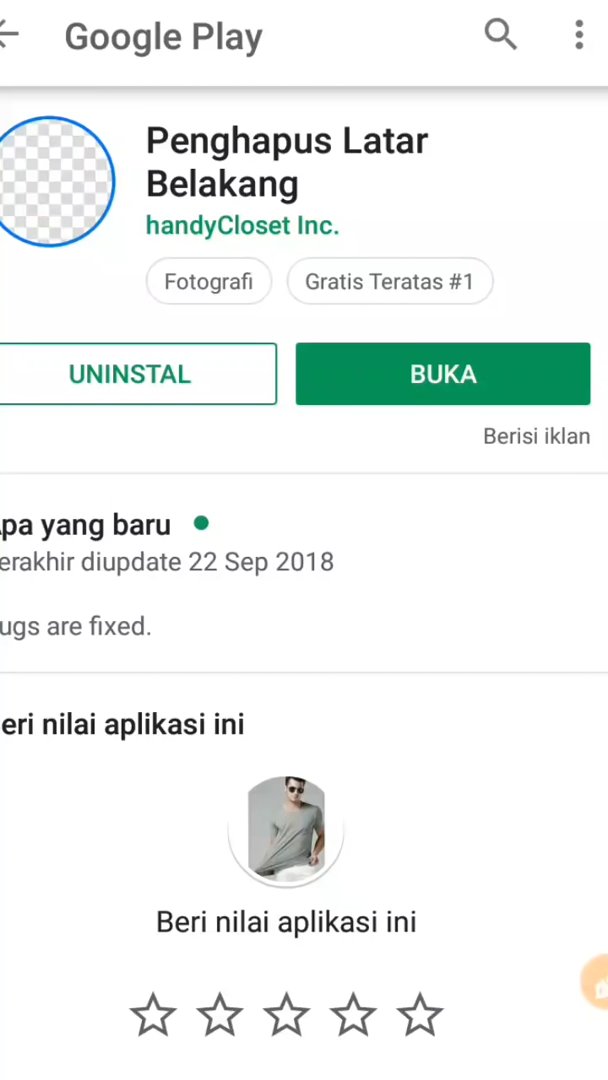 Google Play
Penghapus Latar
Belakang
handyCloset Inc.
Fotografi
Gratis Teratas #1
UNINSTAL
BUKA
Berisi iklan
pa yang baru
erakhir diupdate 22 Sep 2018
ugs are fixed.
eri nilai aplikasi ini
Beri nilai aplikasi ini